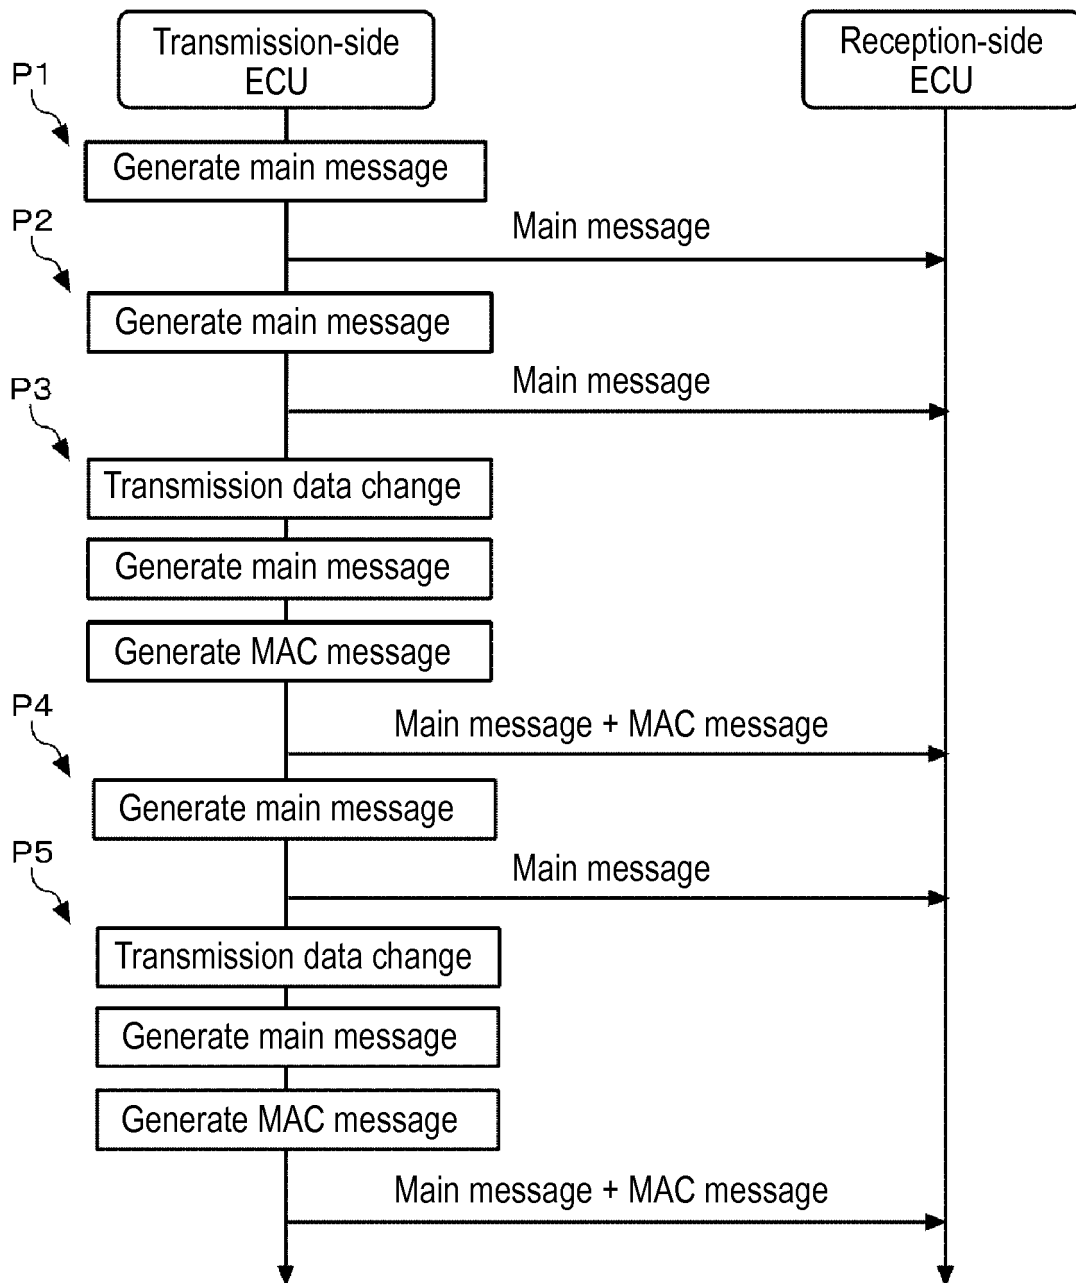 Transmission-side
ECU
Reception-side
ECU
P1
Generate main message
P2
Main message
Generate main message
P3
Main message
Transmission data change
Generate main message
Generate MAC message
P4
Main message + MAC message
Generate main message
P5
Main message
Transmission data change
Generate main message
Generate MAC message
Main message + MAC message